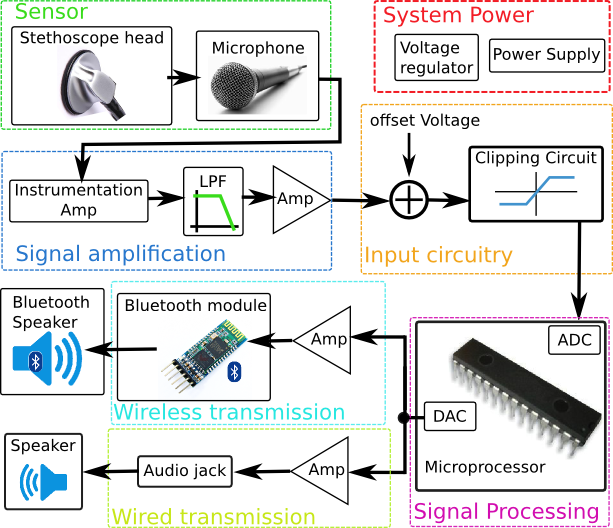 Sensor
Stethoscope head
Microphone
System Power
Voltage
regulator
Power Supply
offset Voltage
Clipping Circuit
Instrumentation
Amp
LPF
Amp
Signal amplification
Input circuitry
Bluetooth
Speaker
Bluetooth module
Amp
Wireless transmission
ADC
DAC
Microprocessor
Signal Processing
Speaker
Audio jack
Amp
Wired transmission